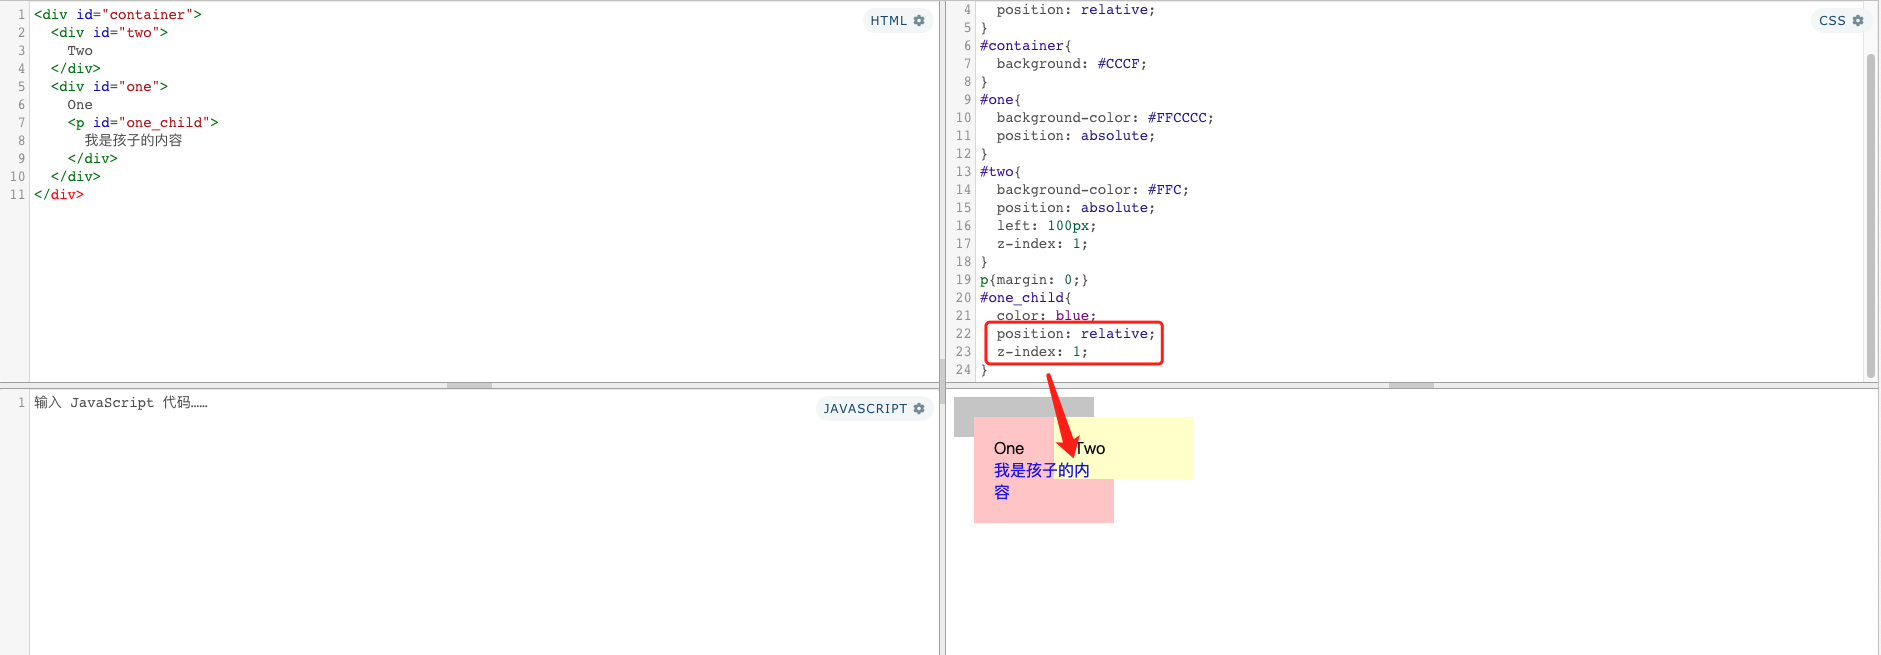 1 <div id="container">
2   <div id="two">
3     Two
4   </div>
5   <div id="one">
6     One
7     <p id="one_child">
8       我是孩子的内容
9     </div>
10   </div>
11 </div>
HTML
4   position: relative;
5 }
6 #container{
7   background: #CCCF;
8 }
9 #one{
10   background-color: #FFCCCC;
11   position: absolute;
12 }
13 #two{
14   background-color: #FFC;
15   position: absolute;
16   left: 100px;
17   z-index: 1;
18 }
19 p{margin: 0;}
20 #one_child{
21   color: blue;
22   position: relative;
23   z-index: 1;
24 }
CSS
1 输入 JavaScript 代码……
JAVASCRIPT
One
Two
我是孩子的内
容